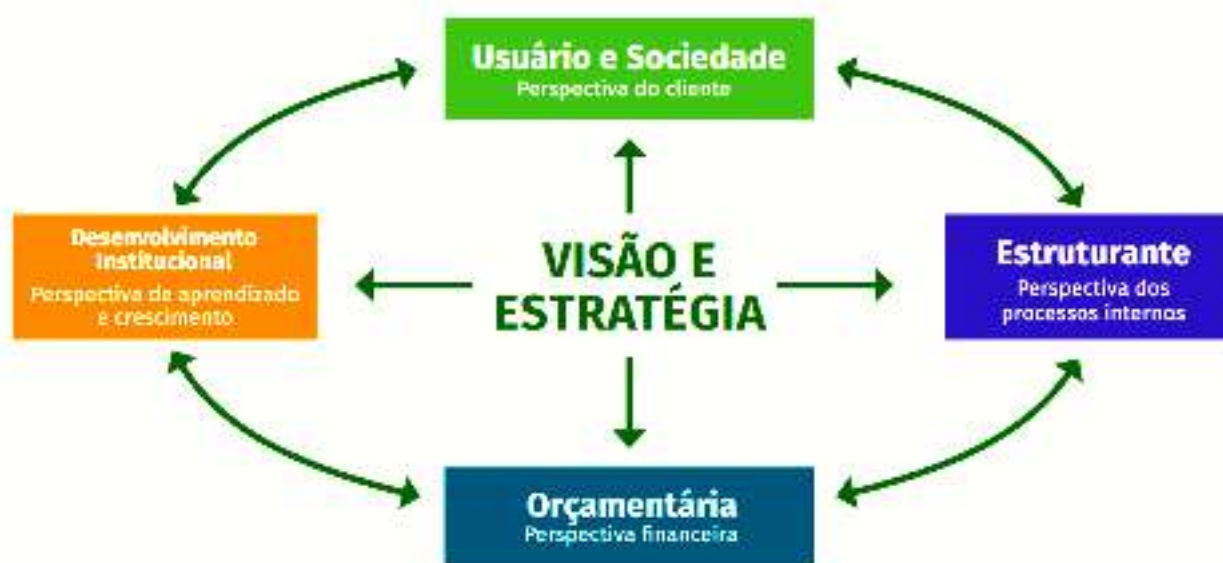 Usuário e Sociedade
Perspectiva do cliente
Desenvolvimento
Institucional
Perspectiva de aprendizado
e crescimento
VISÃO E
ESTRATÉGIA
Estruturante
Perspectiva dos
processos internos
Orçamentária
Perspectiva financeira